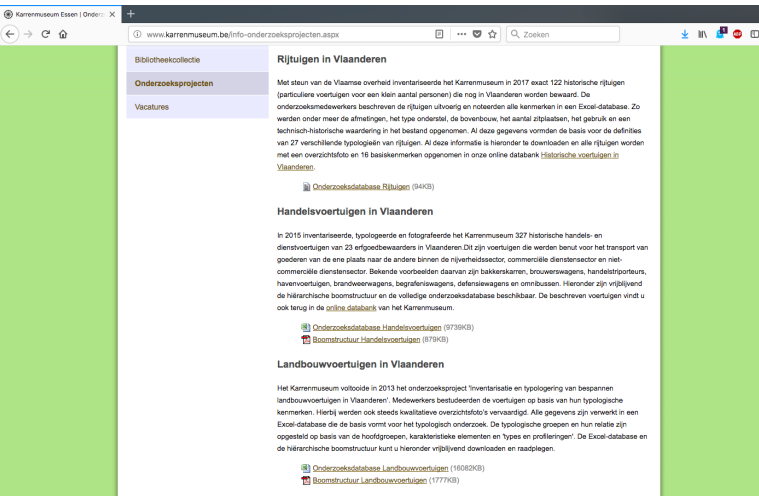 Karrenmuseum Essen | Onderz
www.karrenmuseum.be/info-onderzoeksprojecten.aspx
Zoeken
Bibliotheekcollectie
Onderzoeksprojecten
Vacatures
Rijtuigen in Vlaanderen
Met steun van de Vlaamse overheid inventariseerde het Karrenmuseum in 2017 exact 122 historische rijtuigen
(particuliere voertuigen voor een klein aantal personen) die nog in Vlaanderen worden bewaard. De
onderzoeksmedewerkers beschreven de rijtuigen uitvoerig en noteerden alle kenmerken in een Excel-database. Zo
werden onder meer de afmetingen, het type onderstel, de bovenbouw, het aantal zitplaatsen, het gebruik en een
technisch-historische waardering in het bestand opgenomen. Al deze gegevens vormden de basis voor de definities
van 27 verschillende typologieën van rijtuigen. Al deze informatie is hieronder te downloaden en alle rijtuigen worden
met een overzichtsfoto en 16 basiskenmerken opgenomen in onze online databank Historische voertuigen in
Vlaanderen.
Onderzoeksdatabase Rijtuigen (94KB)
Handelsvoertuigen in Vlaanderen
In 2015 inventariseerde, typologeerde en fotografeerde het Karrenmuseum 327 historische handels- en
dienstvoertuigen van 23 erfgoedbewaarders in Vlaanderen.Dit zijn voertuigen die werden benut voor het transport van
goederen van de ene plaats naar de andere binnen de nijverheidssector, commerciële dienstensector en niet-
commerciële dienstensector. Bekende voorbeelden daarvan zijn bakkerskarren, brouwerswagens, handelstriporteurs,
havenvoertuigen, brandweerwagens, begrafeniswagens, defensiewagens en omnibussen. Hieronder zijn vrijblijvend
de hiërarchische boomstructuur en de volledige onderzoeksdatabase beschikbaar. De beschreven voertuigen vindt u
ook terug in de online databank van het Karrenmuseum.
Onderzoeksdatabase Handelsvoertuigen (9739KB)
Boomstructuur Handelsvoertuigen (879KB)
Landbouwvoertuigen in Vlaanderen
Het Karrenmuseum voltooide in 2013 het onderzoeksproject 'Inventarisatie en typologering van bespannen
landbouwvoertuigen in Vlaanderen'. Medewerkers bestudeerden de voertuigen op basis van hun typologische
kenmerken. Hierbij werden ook steeds kwalitatieve overzichtsfoto's vervaardigd. Alle gegevens zijn verwerkt in een
Excel-database die de basis vormt voor het typologisch onderzoek. De typologische groepen en hun relatie zijn
opgesteld op basis van de hoofdgroepen, karakteristieke elementen en 'types en profileringen'. De Excel-database en
de hiërarchische boomstructuur kunt u hieronder vrijblijvend downloaden en raadplegen.
Onderzoeksdatabase Landbouwvoertuigen (16082KB)
Boomstructuur Landbouwvoertuigen (1777KB)